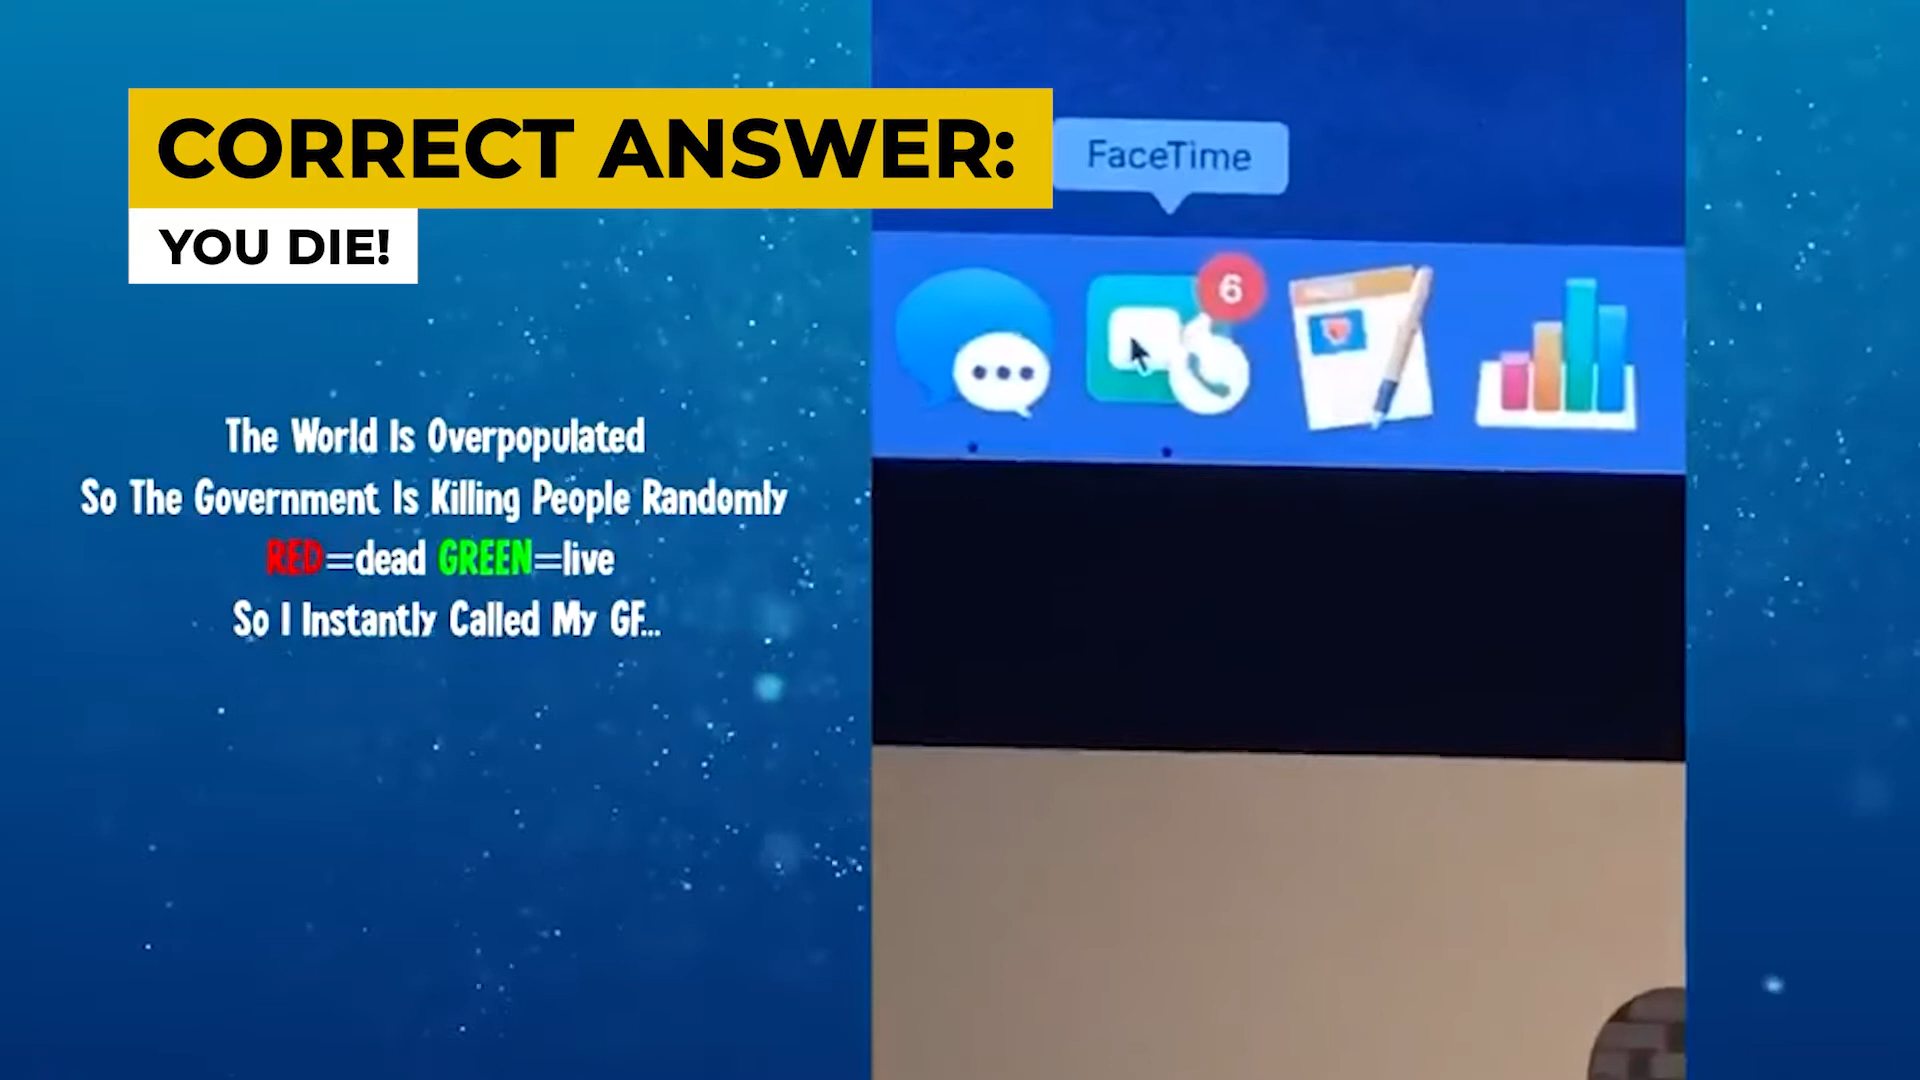 CORRECT ANSWER:
YOU DIE!
FaceTime
6
The World Is Overpopulated
So The Government Is Killing People Randomly
RED=dead GREEN=live
So I Instantly Called My GF...